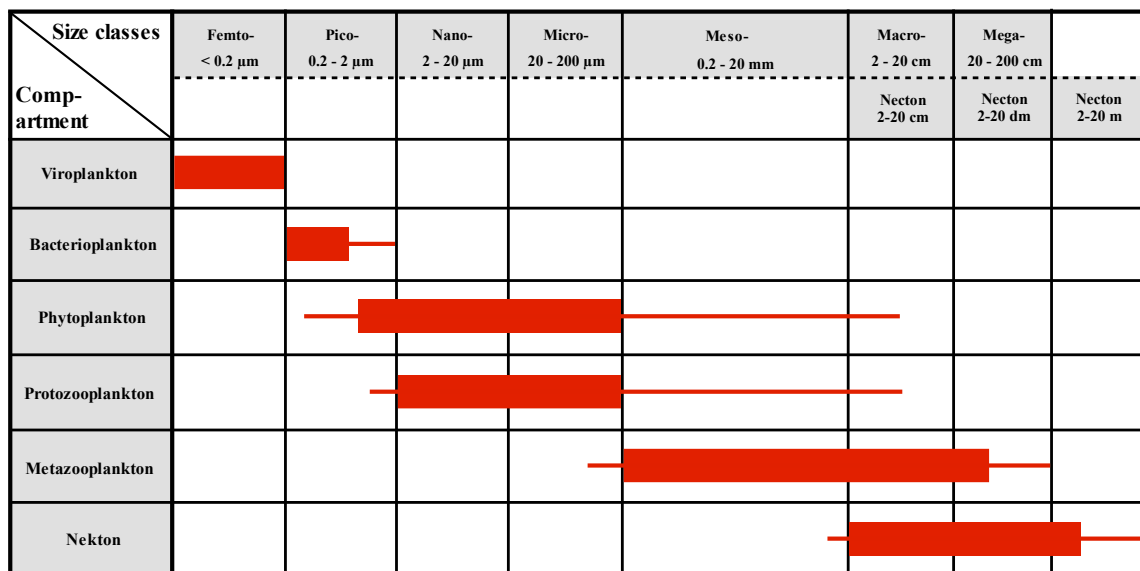 Size classes
Comp-
artment
Femto-
< 0.2 µm
Pico-
0.2 - 2 µm
Nano-
2 - 20 µm
Micro-
20 - 200 µm
Meso-
0.2 - 20 mm
Macro-
2 - 20 cm
Mega-
20 - 200 cm
Necton
2-20 cm
Necton
2-20 dm
Necton
2-20 m
Viroplankton
Bacterioplankton
Phytoplankton
Protozooplankton
Metazooplankton
Nekton